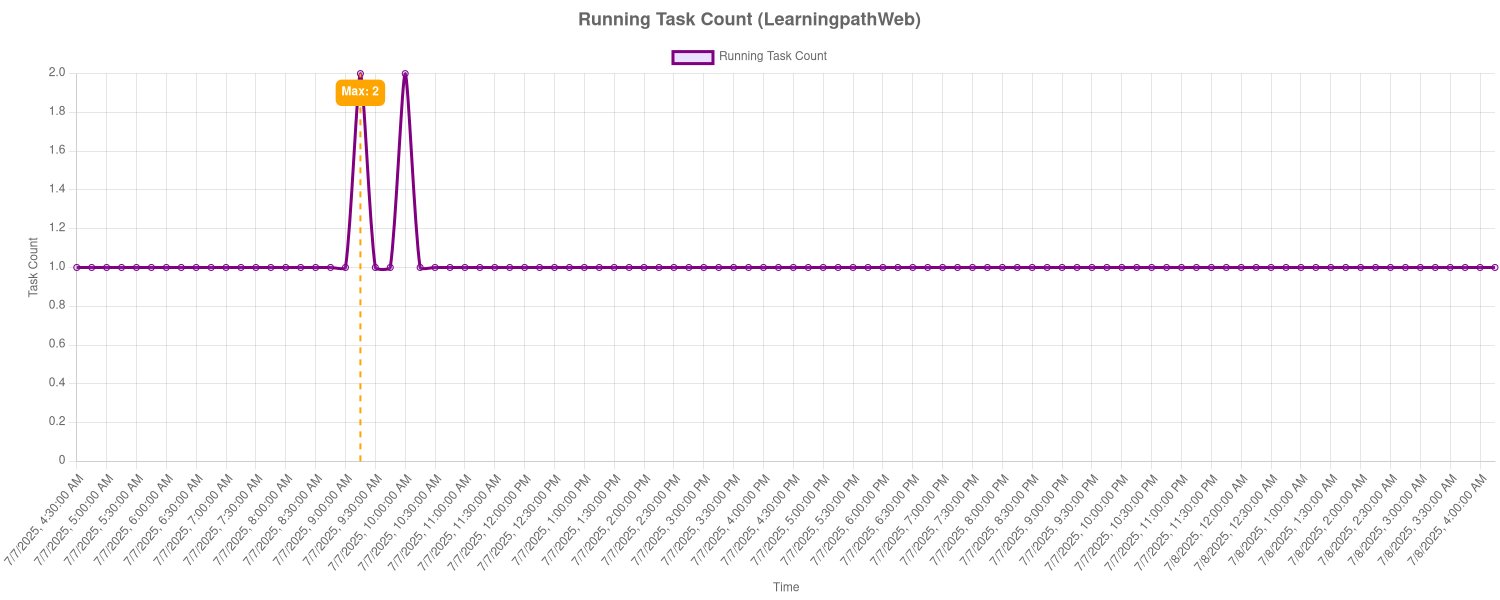 Running Task Count (LearningpathWeb)
Running Task Count
2.0
Max: 2
1.8
1.6
1.4
1.2
1.0
0.8
0.6
0.4
0.2
0
Task Count
7/7/2025, 4:30:00 AM
7/7/2025, 5:00:00 AM
7/7/2025, 5:30:00 AM
7/7/2025, 6:00:00 AM
7/7/2025, 6:30:00 AM
7/7/2025, 7:00:00 AM
7/7/2025, 7:30:00 AM
7/7/2025, 8:00:00 AM
7/7/2025, 8:30:00 AM
7/7/2025, 9:00:00 AM
7/7/2025, 9:30:00 AM
7/7/2025, 10:00:00 AM
7/7/2025, 10:30:00 AM
7/7/2025, 11:00:00 AM
7/7/2025, 11:30:00 AM
7/7/2025, 12:00:00 PM
7/7/2025, 12:30:00 PM
7/7/2025, 1:00:00 PM
7/7/2025, 1:30:00 PM
7/7/2025, 2:00:00 PM
7/7/2025, 2:30:00 PM
7/7/2025, 3:00:00 PM
7/7/2025, 3:30:00 PM
7/7/2025, 4:00:00 PM
7/7/2025, 4:30:00 PM
7/7/2025, 5:00:00 PM
7/7/2025, 5:30:00 PM
7/7/2025, 6:00:00 PM
7/7/2025, 6:30:00 PM
7/7/2025, 7:00:00 PM
7/7/2025, 7:30:00 PM
7/7/2025, 8:00:00 PM
7/7/2025, 8:30:00 PM
7/7/2025, 9:00:00 PM
7/7/2025, 9:30:00 PM
7/7/2025, 10:00:00 PM
7/7/2025, 10:30:00 PM
7/7/2025, 11:00:00 PM
7/7/2025, 11:30:00 PM
7/8/2025, 12:00:00 AM
7/8/2025, 12:30:00 AM
7/8/2025, 1:00:00 AM
7/8/2025, 1:30:00 AM
7/8/2025, 2:00:00 AM
7/8/2025, 2:30:00 AM
7/8/2025, 3:00:00 AM
7/8/2025, 3:30:00 AM
7/8/2025, 4:00:00 AM
Time